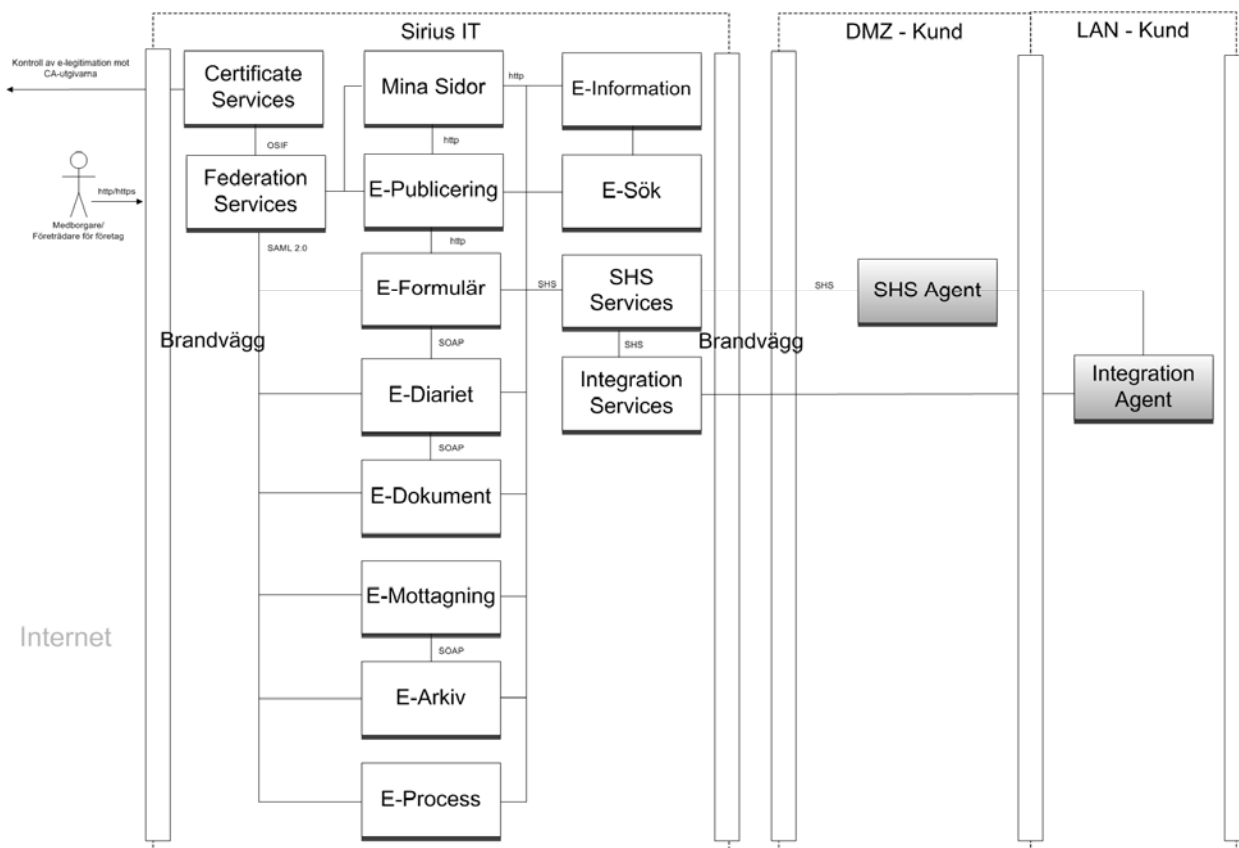 Sirius IT
DMZ - Kund
LAN - Kund
Kontroll av e-legitimation mot
CA-utgivarna
Certificate
Services
Mina Sidor
http
E-Information
OSIF
http
http/https
Medborgare/
Företrädare för företag
Federation
Services
E-Publicering
E-Sök
SAML 2.0
http
E-Formulär
SHS
SHS
Services
SHS
SHS Agent
Brandvägg
SOAP
SHS
Brandvägg
E-Diariet
Integration
Services
Integration
Agent
SOAP
E-Dokument
E-Mottagning
Internet
SOAP
E-Arkiv
E-Process